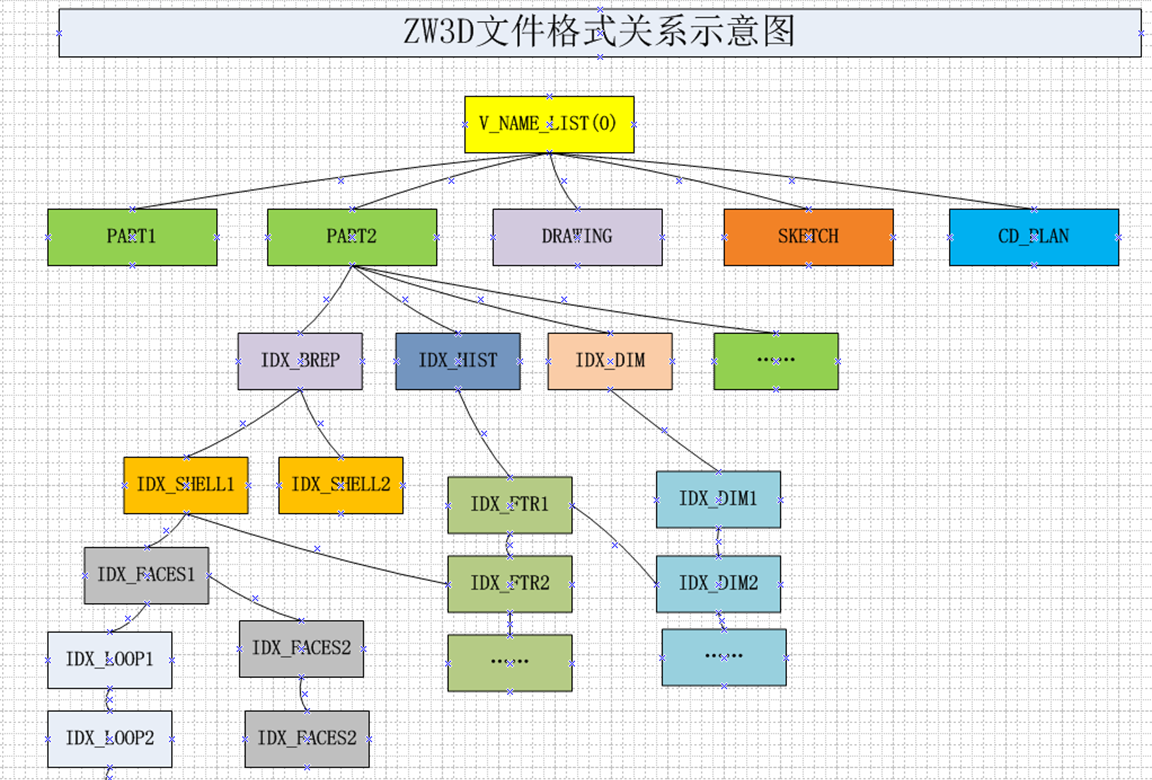 ZW3D文件格式关系示意图
V_NAME_LIST(0)
PART1
PART2
DRAWING
SKETCH
CD_PLAN
IDX_BREP
IDX_HIST
IDX_DIM
……
IDX_SHELL1
IDX_SHELL2
IDX_FTR1
IDX_DIM1
IDX_FACES1
IDX_FTR2
IDX_DIM2
IDX_LOOP1
IDX_FACES2
……
……
IDX_LOOP2
IDX_FACES2